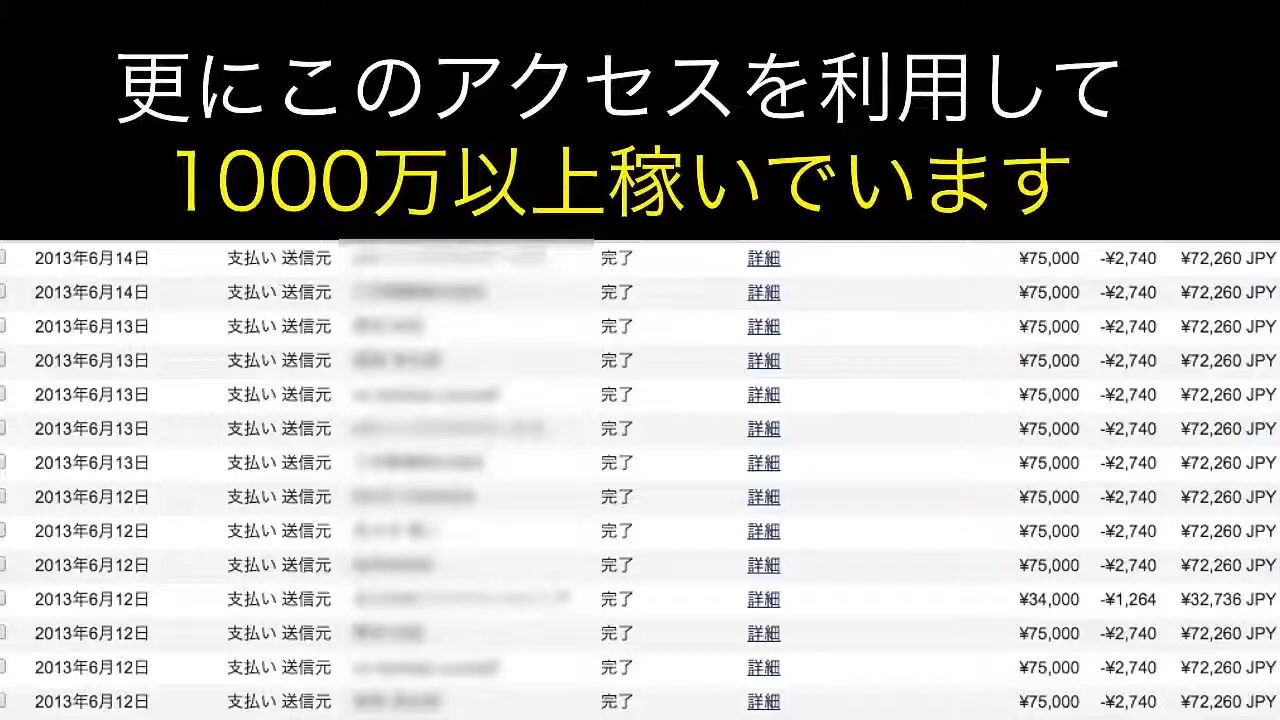 更にこのアクセスを利用して
1000万以上稼いでいます
2013年6月14日 支払い 送信元 完了 詳細 ¥75,000 -¥2,740 ¥72,260 JPY
2013年6月14日 支払い 送信元 完了 詳細 ¥75,000 -¥2,740 ¥72,260 JPY
2013年6月13日 支払い 送信元 完了 詳細 ¥75,000 -¥2,740 ¥72,260 JPY
2013年6月13日 支払い 送信元 完了 詳細 ¥75,000 -¥2,740 ¥72,260 JPY
2013年6月13日 支払い 送信元 完了 詳細 ¥75,000 -¥2,740 ¥72,260 JPY
2013年6月13日 支払い 送信元 完了 詳細 ¥75,000 -¥2,740 ¥72,260 JPY
2013年6月13日 支払い 送信元 完了 詳細 ¥75,000 -¥2,740 ¥72,260 JPY
2013年6月12日 支払い 送信元 完了 詳細 ¥75,000 -¥2,740 ¥72,260 JPY
2013年6月12日 支払い 送信元 完了 詳細 ¥75,000 -¥2,740 ¥72,260 JPY
2013年6月12日 支払い 送信元 完了 詳細 ¥75,000 -¥2,740 ¥72,260 JPY
2013年6月12日 支払い 送信元 完了 詳細 ¥34,000 -¥1,264 ¥32,736 JPY
2013年6月12日 支払い 送信元 完了 詳細 ¥75,000 -¥2,740 ¥72,260 JPY
2013年6月12日 支払い 送信元 完了 詳細 ¥75,000 -¥2,740 ¥72,260 JPY
2013年6月12日 支払い 送信元 完了 詳細 ¥75,000 -¥2,740 ¥72,260 JPY